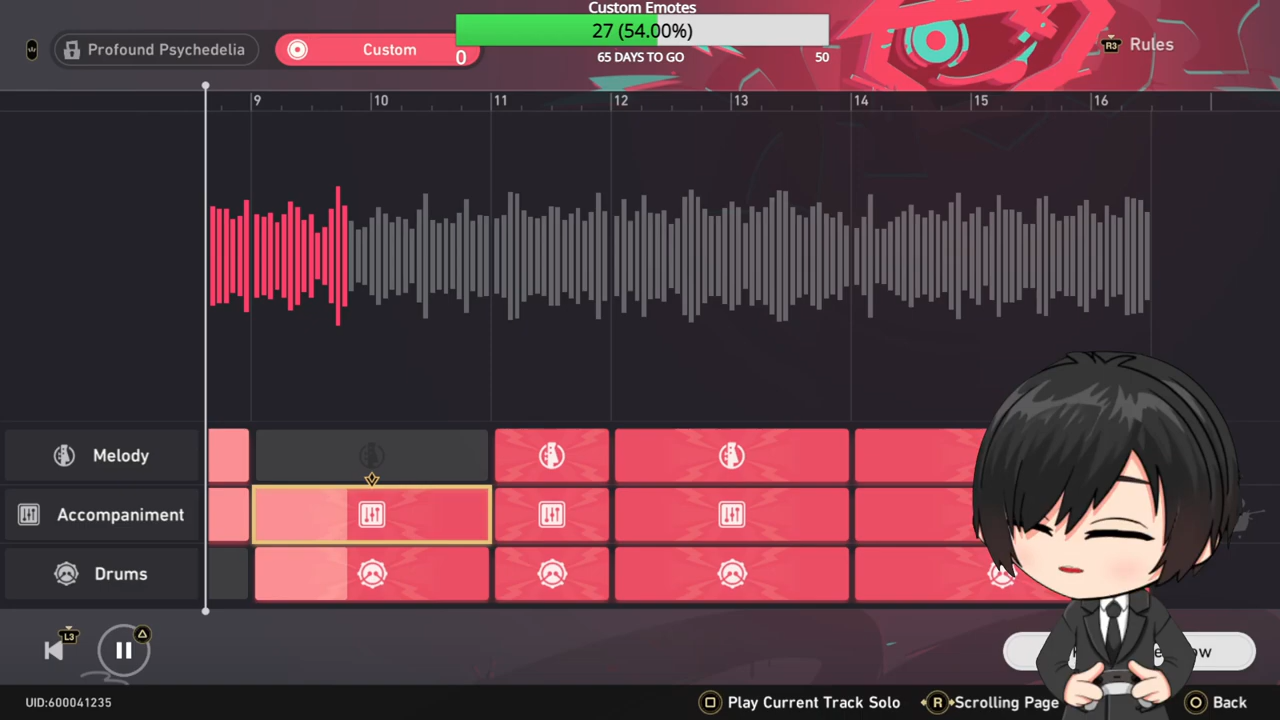 Custom Emotes
27 (54.00%)
65 DAYS TO GO
50
Profound Psychedelia
Custom
0
R3 Rules
9 10 11 12 13 14 15 16
Melody
Accompaniment
Drums
L3
ow
UID:600041235
Play Current Track Solo
R Scrolling Page
Back